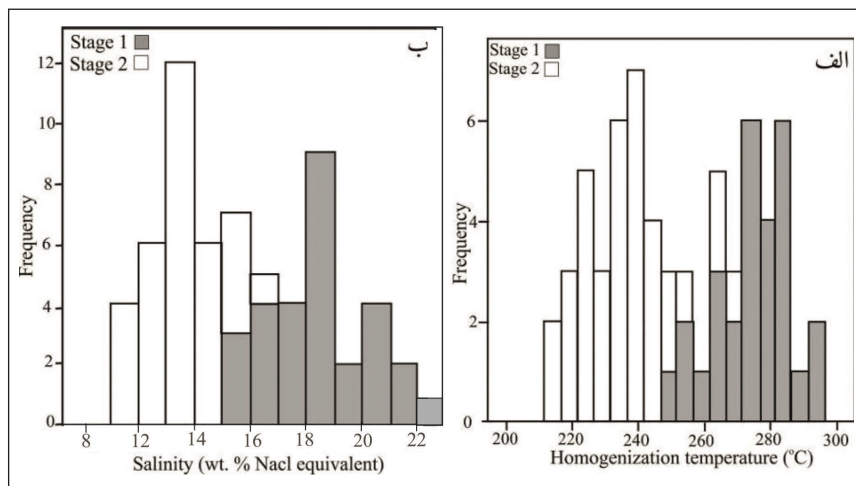 ب
Stage 1
Stage 2
12
10
8
6
4
2
0
Frequency
8 12 14 16 18 20 22
Salinity (wt. % Nacl equivalent)
الف
Stage 1
Stage 2
6
4
2
0
Frequency
200 220 240 260 280 300
Homogenization temperature (°C)